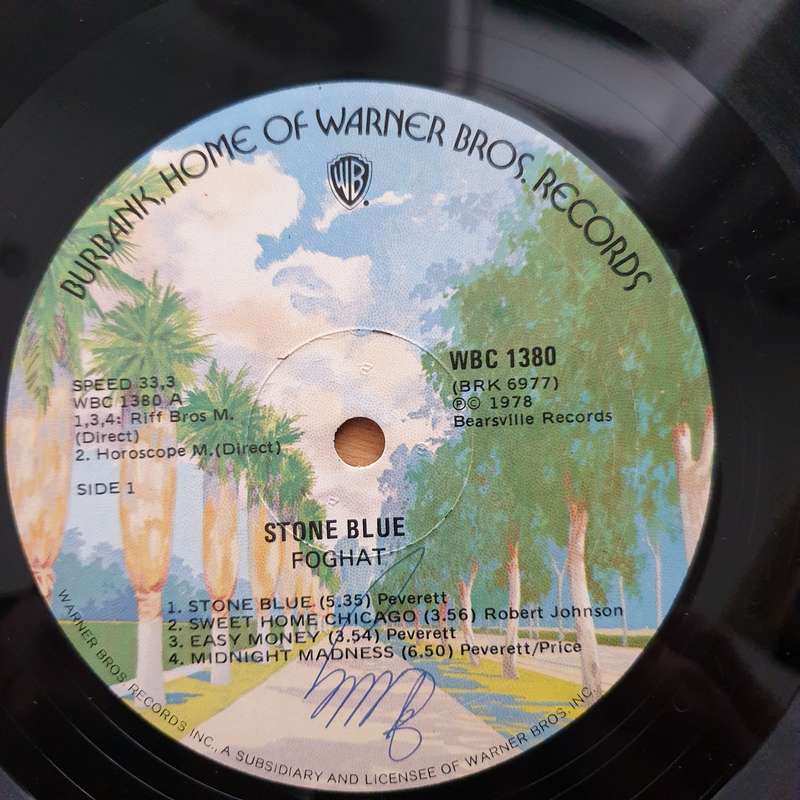 BURBANK, HOME OF WARNER BROS. RECORDS
WB
SPEED 33,3
WBC 1380 A
1,3,4: Riff Bros M.
(Direct)
2. Horoscope M.(Direct)
SIDE 1
WBC 1380
(BRK 6977)
℗© 1978
Bearsville Records
STONE BLUE
FOGHAT
1. STONE BLUE (5.35) Peverett
2. SWEET HOME CHICAGO (3.56) Robert Johnson
3. EASY MONEY (3.54) Peverett
4. MIDNIGHT MADNESS (6.50) Peverett/Price
WARNER BROS. RECORDS INC., A SUBSIDIARY AND LICENSEE OF WARNER BROS. INC.